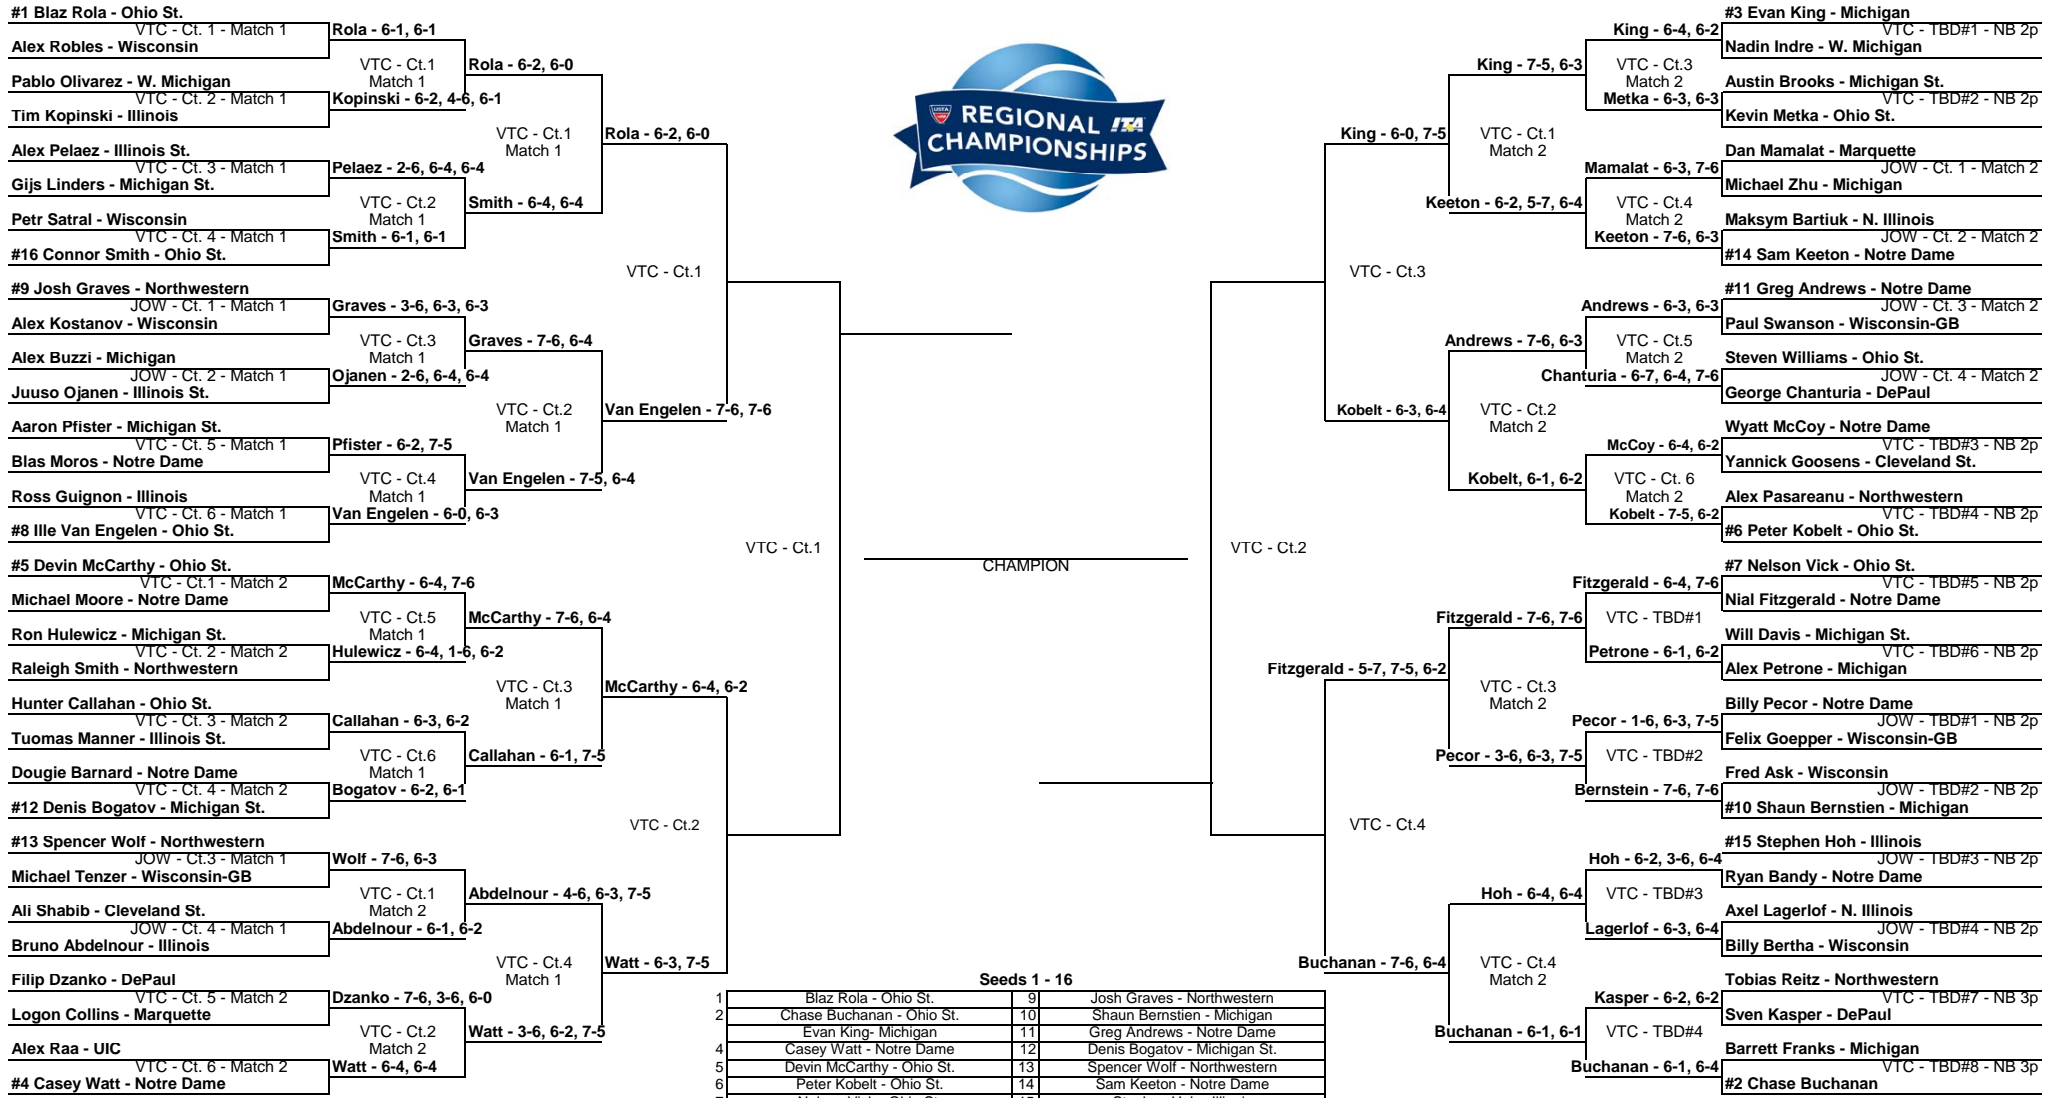 #1 Blaz Rola - Ohio St.
VTC - Ct. 1 - Match 1
Alex Robles - Wisconsin
Pablo Olivarez - W. Michigan
VTC - Ct. 2 - Match 1
Tim Kopinski - Illinois
Alex Pelaez - Illinois St.
VTC - Ct. 3 - Match 1
Gijs Linders - Michigan St.
Petr Satral - Wisconsin
VTC - Ct. 4 - Match 1
#16 Connor Smith - Ohio St.
#9 Josh Graves - Northwestern
JOW - Ct. 1 - Match 1
Alex Kostanov - Wisconsin
Alex Buzzi - Michigan
JOW - Ct. 2 - Match 1
Juuso Ojanen - Illinois St.
Aaron Pfister - Michigan St.
VTC - Ct. 5 - Match 1
Blas Moros - Notre Dame
Ross Guignon - Illinois
VTC - Ct. 6 - Match 1
#8 Ille Van Engelen - Ohio St.
#5 Devin McCarthy - Ohio St.
VTC - Ct.1 - Match 2
Michael Moore - Notre Dame
Ron Hulewicz - Michigan St.
VTC - Ct. 2 - Match 2
Raleigh Smith - Northwestern
Hunter Callahan - Ohio St.
VTC - Ct. 3 - Match 2
Tuomas Manner - Illinois St.
Dougie Barnard - Notre Dame
VTC - Ct. 4 - Match 2
#12 Denis Bogatov - Michigan St.
#13 Spencer Wolf - Northwestern
JOW - Ct.3 - Match 1
Michael Tenzer - Wisconsin-GB
Ali Shabib - Cleveland St.
JOW - Ct. 4 - Match 1
Bruno Abdelnour - Illinois
Filip Dzanko - DePaul
VTC - Ct. 5 - Match 2
Logon Collins - Marquette
Alex Raa - UIC
VTC - Ct. 6 - Match 2
#4 Casey Watt - Notre Dame
Rola - 6-1, 6-1
VTC - Ct.1
Match 1
Kopinski - 6-2, 4-6, 6-1
Pelaez - 2-6, 6-4, 6-4
VTC - Ct.2
Match 1
Smith - 6-1, 6-1
Graves - 3-6, 6-3, 6-3
VTC - Ct.3
Match 1
Ojanen - 2-6, 6-4, 6-4
Pfister - 6-2, 7-5
VTC - Ct.4
Match 1
Van Engelen - 6-0, 6-3
McCarthy - 6-4, 7-6
VTC - Ct.5
Match 1
Hulewicz - 6-4, 1-6, 6-2
Callahan - 6-3, 6-2
VTC - Ct.6
Match 1
Bogatov - 6-2, 6-1
Wolf - 7-6, 6-3
VTC - Ct.1
Match 2
Abdelnour - 6-1, 6-2
Dzanko - 7-6, 3-6, 6-0
VTC - Ct.2
Match 2
Watt - 6-4, 6-4
Rola - 6-2, 6-0
VTC - Ct.1
Match 1
Smith - 6-4, 6-4
Graves - 7-6, 6-4
VTC - Ct.2
Match 1
Van Engelen - 7-5, 6-4
McCarthy - 7-6, 6-4
VTC - Ct.3
Match 1
Callahan - 6-1, 7-5
Abdelnour - 4-6, 6-3, 7-5
VTC - Ct.4
Match 1
Watt - 3-6, 6-2, 7-5
Rola - 6-2, 6-0
VTC - Ct.1
Van Engelen - 7-6, 7-6
McCarthy - 6-4, 6-2
VTC - Ct.2
Watt - 6-3, 7-5
VTC - Ct.1
USTA
REGIONAL ITA
CHAMPIONSHIPS
CHAMPION
VTC - Ct.2
King - 6-0, 7-5
VTC - Ct.3
Kobelt - 6-3, 6-4
Fitzgerald - 5-7, 7-5, 6-2
VTC - Ct.4
Buchanan - 7-6, 6-4
King - 7-5, 6-3
VTC - Ct.1
Match 2
Keeton - 6-2, 5-7, 6-4
Andrews - 7-6, 6-3
VTC - Ct.2
Match 2
Kobelt, 6-1, 6-2
Fitzgerald - 7-6, 7-6
VTC - Ct.3
Match 2
Pecor - 3-6, 6-3, 7-5
Hoh - 6-4, 6-4
VTC - Ct.4
Match 2
Buchanan - 6-1, 6-1
King - 6-4, 6-2
VTC - Ct.3
Match 2
Metka - 6-3, 6-3
Mamalat - 6-3, 7-6
VTC - Ct.4
Match 2
Keeton - 7-6, 6-3
Andrews - 6-3, 6-3
VTC - Ct.5
Match 2
Chanturia - 6-7, 6-4, 7-6
McCoy - 6-4, 6-2
VTC - Ct. 6
Match 2
Kobelt - 7-5, 6-2
Fitzgerald - 6-4, 7-6
VTC - TBD#1
Petrone - 6-1, 6-2
Pecor - 1-6, 6-3, 7-5
VTC - TBD#2
Bernstein - 7-6, 7-6
Hoh - 6-2, 3-6, 6-4
VTC - TBD#3
Lagerlof - 6-3, 6-4
Kasper - 6-2, 6-2
VTC - TBD#4
Buchanan - 6-1, 6-4
#3 Evan King - Michigan
VTC - TBD#1 - NB 2p
Nadin Indre - W. Michigan
Austin Brooks - Michigan St.
VTC - TBD#2 - NB 2p
Kevin Metka - Ohio St.
Dan Mamalat - Marquette
JOW - Ct. 1 - Match 2
Michael Zhu - Michigan
Maksym Bartiuk - N. Illinois
JOW - Ct. 2 - Match 2
#14 Sam Keeton - Notre Dame
#11 Greg Andrews - Notre Dame
JOW - Ct. 3 - Match 2
Paul Swanson - Wisconsin-GB
Steven Williams - Ohio St.
JOW - Ct. 4 - Match 2
George Chanturia - DePaul
Wyatt McCoy - Notre Dame
VTC - TBD#3 - NB 2p
Yannick Goosens - Cleveland St.
Alex Pasareanu - Northwestern
VTC - TBD#4 - NB 2p
#6 Peter Kobelt - Ohio St.
#7 Nelson Vick - Ohio St.
VTC - TBD#5 - NB 2p
Nial Fitzgerald - Notre Dame
Will Davis - Michigan St.
VTC - TBD#6 - NB 2p
Alex Petrone - Michigan
Billy Pecor - Notre Dame
JOW - TBD#1 - NB 2p
Felix Goepper - Wisconsin-GB
Fred Ask - Wisconsin
JOW - TBD#2 - NB 2p
#10 Shaun Bernstien - Michigan
#15 Stephen Hoh - Illinois
JOW - TBD#3 - NB 2p
Ryan Bandy - Notre Dame
Axel Lagerlof - N. Illinois
JOW - TBD#4 - NB 2p
Billy Bertha - Wisconsin
Tobias Reitz - Northwestern
VTC - TBD#7 - NB 3p
Sven Kasper - DePaul
Barrett Franks - Michigan
VTC - TBD#8 - NB 3p
#2 Chase Buchanan
Seeds 1 - 16
1 Blaz Rola - Ohio St. 9 Josh Graves - Northwestern
2 Chase Buchanan - Ohio St. 10 Shaun Bernstien - Michigan
Evan King- Michigan 11 Greg Andrews - Notre Dame
4 Casey Watt - Notre Dame 12 Denis Bogatov - Michigan St.
5 Devin McCarthy - Ohio St. 13 Spencer Wolf - Northwestern
6 Peter Kobelt - Ohio St. 14 Sam Keeton - Notre Dame